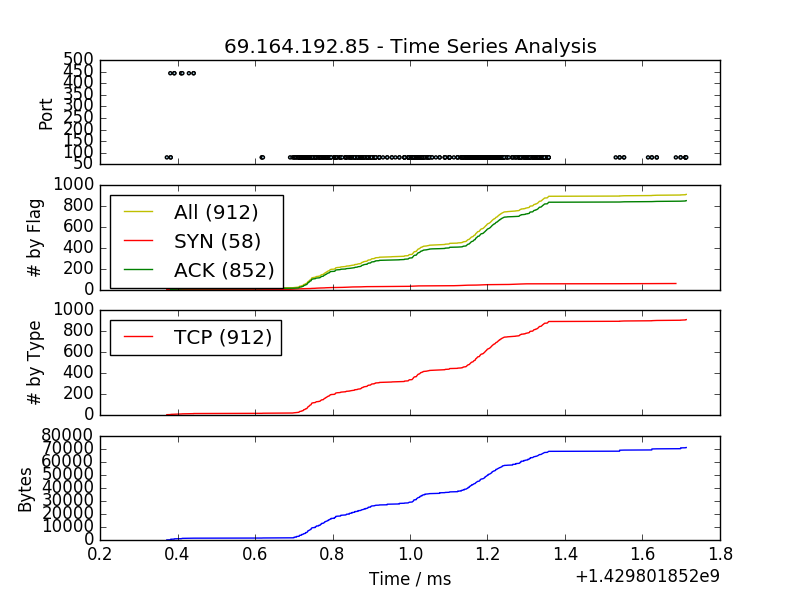 69.164.192.85 - Time Series Analysis
500
450
400
350
300
250
200
150
100
50
Port
1000
800
600
400
200
0
# by Flag
All (912)
SYN (58)
ACK (852)
1000
800
600
400
200
0
# by Type
TCP (912)
80000
70000
60000
50000
40000
30000
20000
10000
0
Bytes
0.2 0.4 0.6 0.8 1.0 1.2 1.4 1.6 1.8
Time / ms
+1.429801852e9